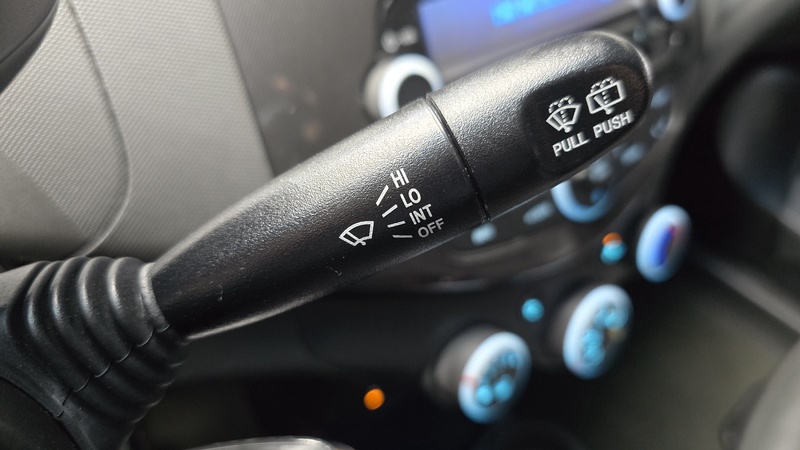 HI
LO
INT
OFF
PULL PUSH